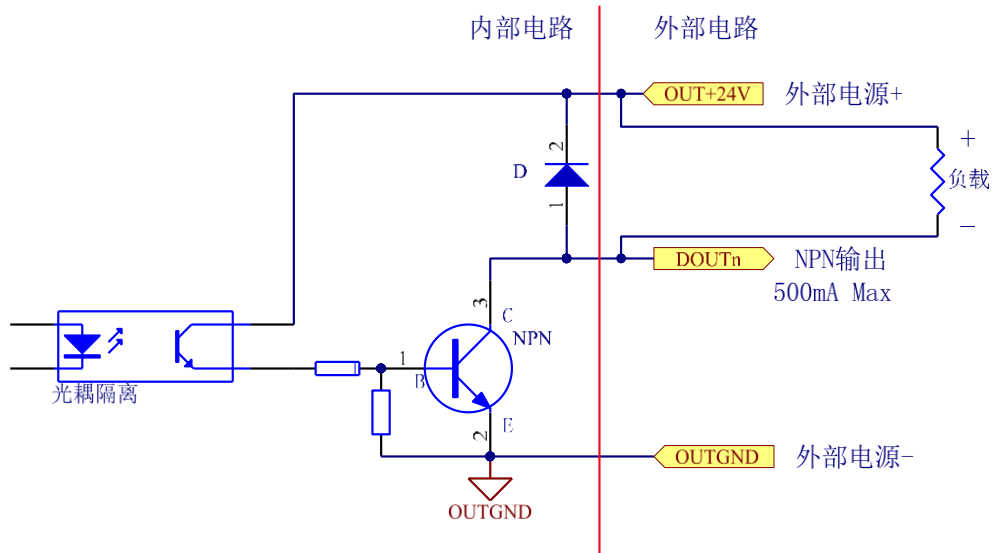 内部电路
外部电路
OUT+24V
外部电源+
2
D
1
+
负载
-
DOUTn
NPN输出
500mA Max
3
C
NPN
1
B
光耦隔离
E
2
OUTGND
外部电源-
OUTGND